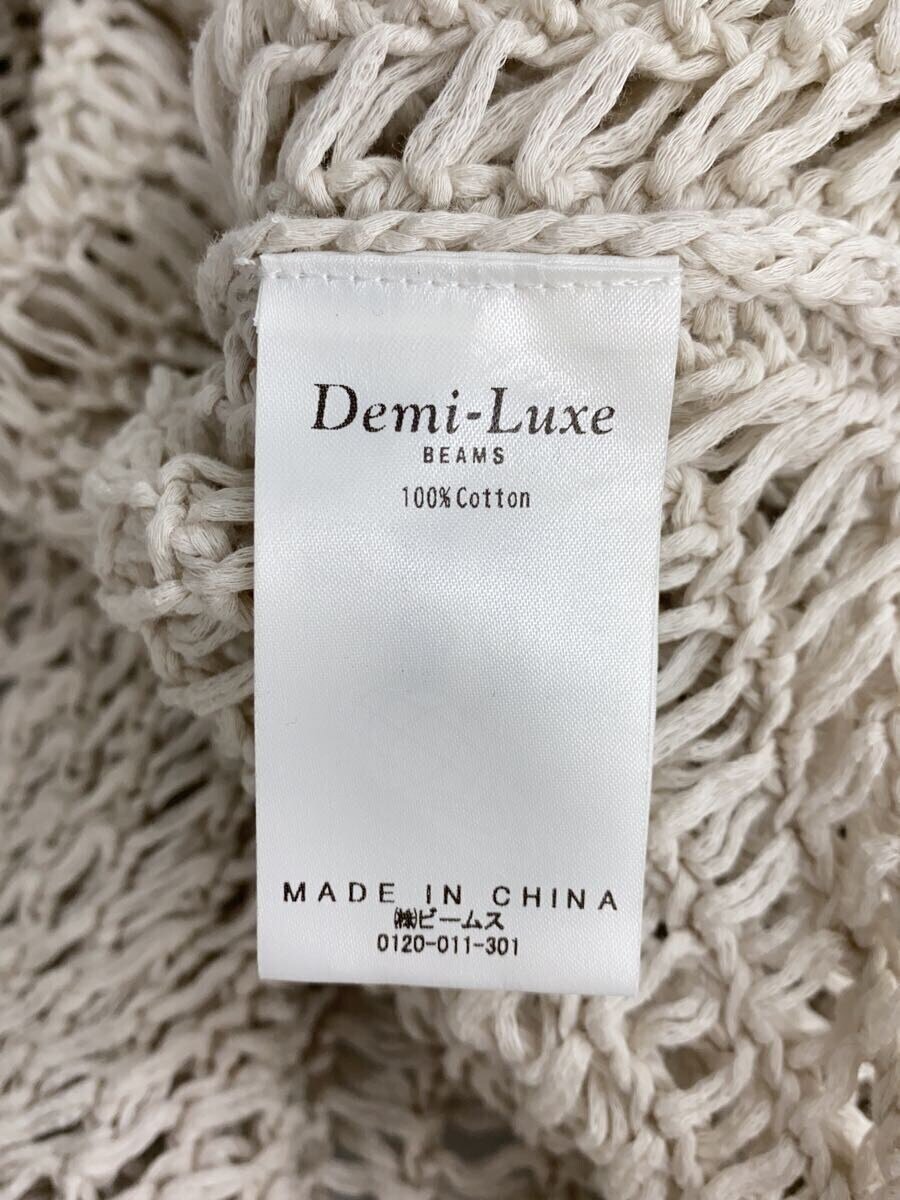 Demi-Luxe
BEAMS
100%Cotton
MADE IN CHINA
㈱ビームス
0120-011-301